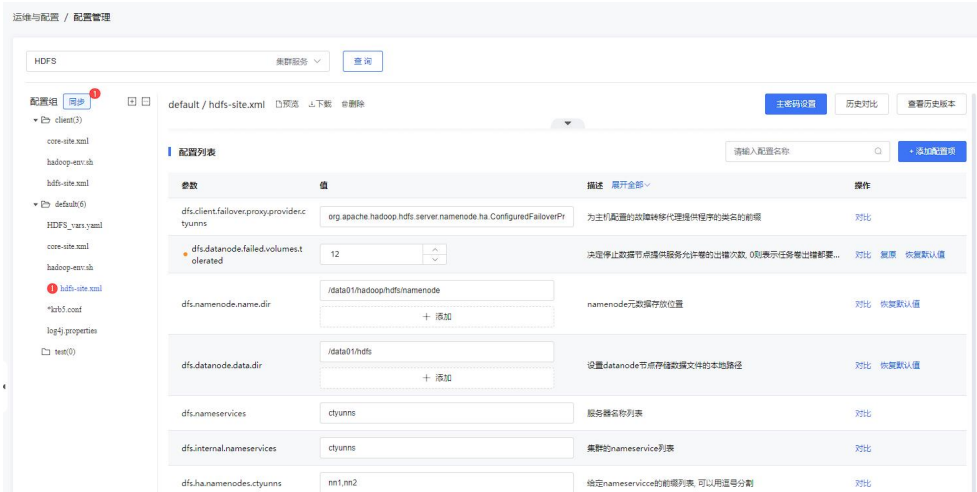 运维与配置 / 配置管理
HDFS 集群服务 查询
配置组 同步 1
client(3)
core-site.xml
hadoop-env.sh
hdfs-site.xml
default(6)
HDFS_vars.yaml
core-site.xml
hadoop-env.sh
1 hdfs-site.xml
*krb5.conf
log4j.properties
test(0)
default / hdfs-site.xml 预览 下载 删除 主密码设置 历史对比 查看历史版本
配置列表 请输入配置名称 + 添加配置项
参数 值 描述 展开全部 操作
dfs.client.failover.proxy.provider.c
tyunns
org.apache.hadoop.hdfs.server.namenode.ha.ConfiguredFailoverPr 为主机配置的故障转移代理提供程序的类名的前缀 对比
dfs.datanode.failed.volumes.t
olerated
12 决定停止数据节点提供服务允许卷的出错次数, 0则表示任务卷出错都要... 对比 复原 恢复默认值
dfs.namenode.name.dir /data01/hadoop/hdfs/namenode namenode元数据存放位置 对比 恢复默认值
+ 添加
dfs.datanode.data.dir /data01/hdfs 设置datanode节点存储数据文件的本地路径 对比 恢复默认值
+ 添加
dfs.nameservices ctyunns 服务器名称列表 对比
dfs.internal.nameservices ctyunns 集群的nameservice列表 对比
dfs.ha.namenodes.ctyunns nn1,nn2 给定nameservicce的前缀列表, 可以用逗号分割 对比